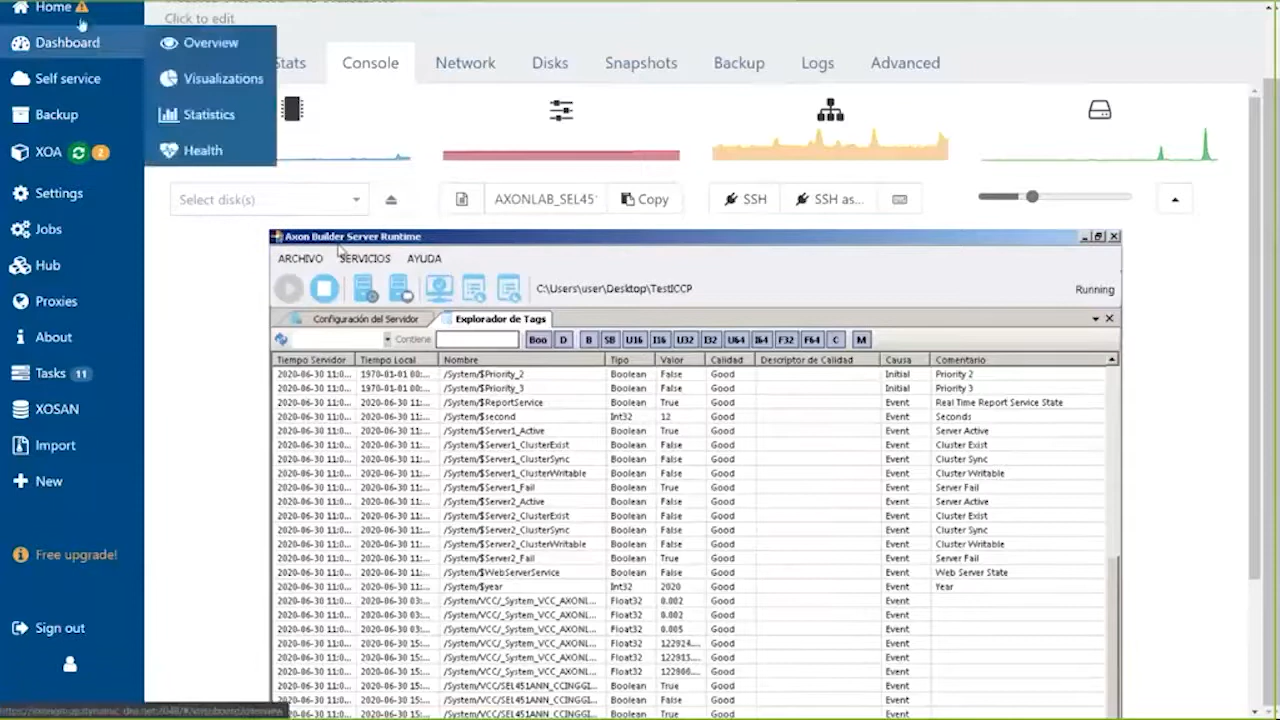 Home
Click to edit
Dashboard
Overview
Stats
Console
Network
Disks
Snapshots
Backup
Logs
Advanced
Self service
Visualizations
Backup
Statistics
XOA 2
Health
Settings
Select disk(s)
AXONLAB_SEL45
Copy
SSH
SSH as...
Jobs
Hub
Proxies
About
Tasks 11
XOSAN
Import
New
Free upgrade!
Sign out
Axon Builder Server Runtime
ARCHIVO SERVICIOS AYUDA
C:\Users\user\Desktop\TestICCP
Running
Configuración del Servidor Explorador de Tags
Contiene Boo D B SB U16 I16 U32 I32 U64 I64 F32 F64 C M
Tiempo Servidor Tiempo Local Nombre Tipo Valor Calidad Descriptor de Calidad Causa Comentario
2020-06-30 11:0... 1970-01-01 00:... /System/$Priority_2 Boolean False Good Initial Priority 2
2020-06-30 11:0... 1970-01-01 00:... /System/$Priority_3 Boolean False Good Initial Priority 3
2020-06-30 11:0... 2020-06-30 11:... /System/$ReportService Boolean True Good Event Real Time Report Service State
2020-06-30 11:0... 2020-06-30 11:... /System/$second Int32 12 Good Event Seconds
2020-06-30 11:0... 2020-06-30 11:... /System/$Server1_Active Boolean True Good Event Server Active
2020-06-30 11:0... 2020-06-30 11:... /System/$Server1_ClusterExist Boolean False Good Event Cluster Exist
2020-06-30 11:0... 2020-06-30 11:... /System/$Server1_ClusterSync Boolean False Good Event Cluster Sync
2020-06-30 11:0... 2020-06-30 11:... /System/$Server1_ClusterWritable Boolean False Good Event Cluster Writable
2020-06-30 11:0... 2020-06-30 11:... /System/$Server1_Fail Boolean True Good Event Server Fail
2020-06-30 11:0... 2020-06-30 11:... /System/$Server2_Active Boolean False Good Event Server Active
2020-06-30 11:0... 2020-06-30 11:... /System/$Server2_ClusterExist Boolean False Good Event Cluster Exist
2020-06-30 11:0... 2020-06-30 11:... /System/$Server2_ClusterSync Boolean False Good Event Cluster Sync
2020-06-30 11:0... 2020-06-30 11:... /System/$Server2_ClusterWritable Boolean False Good Event Cluster Writable
2020-06-30 11:0... 2020-06-30 11:... /System/$Server2_Fail Boolean True Good Event Server Fail
2020-06-30 11:0... 2020-06-30 11:... /System/$WebServerService Boolean False Good Event Web Server State
2020-06-30 11:0... 2020-06-30 11:... /System/$year Int32 2020 Good Event Year
2020-06-30 11:0... 2020-06-30 03:... /System/VCC/_System_VCC_AXONL... Float32 0.002 Good Event
2020-06-30 11:0... 2020-06-30 03:... /System/VCC/_System_VCC_AXONL... Float32 0.002 Good Event
2020-06-30 11:0... 2020-06-30 03:... /System/VCC/_System_VCC_AXONL... Float32 0.005 Good Event
2020-06-30 11:0... 2020-06-30 15:... /System/VCC/_System_VCC_AXONL... Float32 122924.... Good Event
2020-06-30 11:0... 2020-06-30 15:... /System/VCC/_System_VCC_AXONL... Float32 Good Event
2020-06-30 11:0... 2020-06-30 15:... /System/VCC/_System_VCC_AXONL... Float32 Good Event
2020-06-30 11:0... 2020-06-30 15:... /System/VCC/SEL451ANN_CCINGGI... Boolean True Good Event
2020-06-30 11:0... 2020-06-30 15:... /System/VCC/SEL451ANN_CCINGGI... Boolean False Good Event
2020-06-30 11:0... 2020-06-30 15:... /System/VCC/SEL451ANN_CCINGGI... Boolean True Good Event